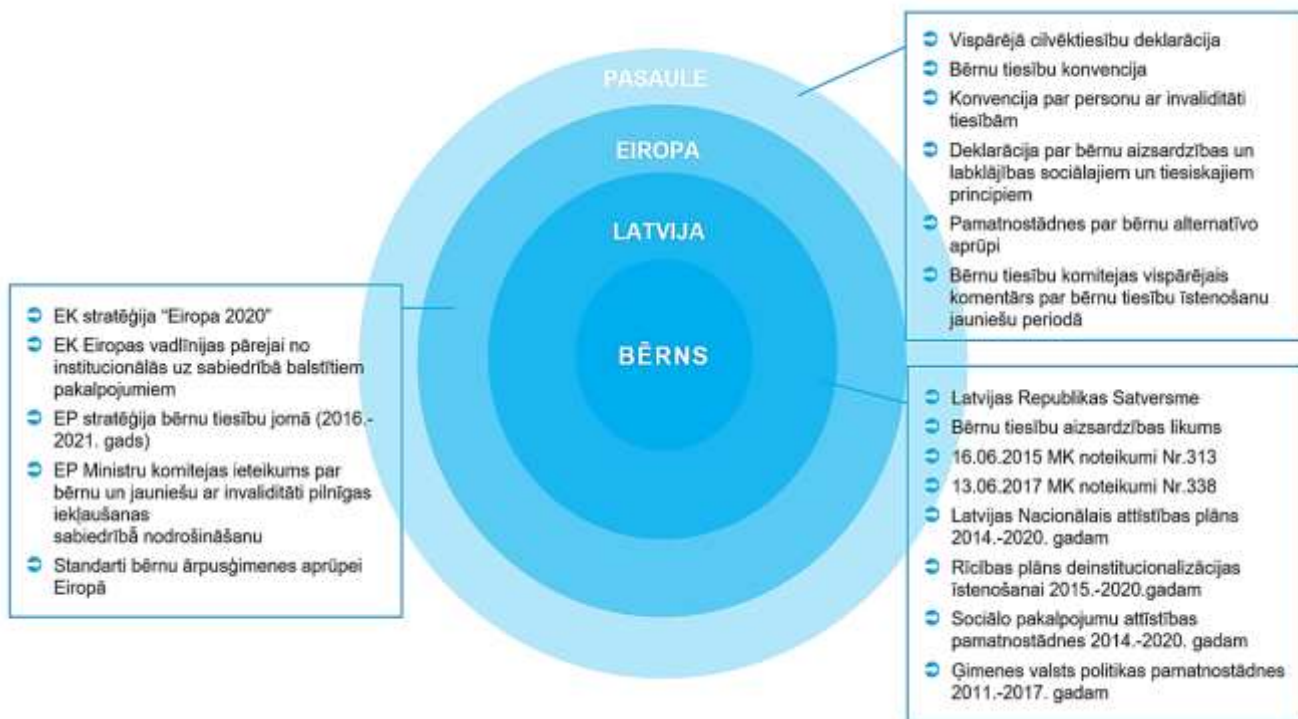 PASAULE
EIROPA
LATVIJA
BĒRNS
Vispārējā cilvēktiesību deklarācija
Bērnu tiesību konvencija
Konvencija par personu ar invaliditāti
tiesībām
Deklarācija par bērnu aizsardzības un
labklājības sociālajiem un tiesiskajiem
principiem
Pamatnostādnes par bērnu alternatīvo
aprūpi
Bērnu tiesību komitejas vispārējais
komentārs par bērnu tiesību īstenošanu
jauniešu periodā
EK stratēģija "Eiropa 2020"
EK Eiropas vadlīnijas pārejai no
institucionālās uz sabiedrībā balstītiem
pakalpojumiem
EP stratēģija bērnu tiesību jomā (2016.-
2021. gads)
EP Ministru komitejas ieteikums par
bērnu un jauniešu ar invaliditāti pilnīgas
iekļaušanas
sabiedrībā nodrošināšanu
Standarti bērnu ārpusģimenes aprūpei
Eiropā
Latvijas Republikas Satversme
Bērnu tiesību aizsardzības likums
16.06.2015 MK noteikumi Nr.313
13.06.2017 MK noteikumi Nr.338
Latvijas Nacionālais attīstības plāns
2014.-2020. gadam
Rīcības plāns deinstitucionalizācijas
īstenošanai 2015.-2020.gadam
Sociālo pakalpojumu attīstības
pamatnostādnes 2014.-2020. gadam
Ģimenes valsts politikas pamatnostādnes
2011.-2017. gadam